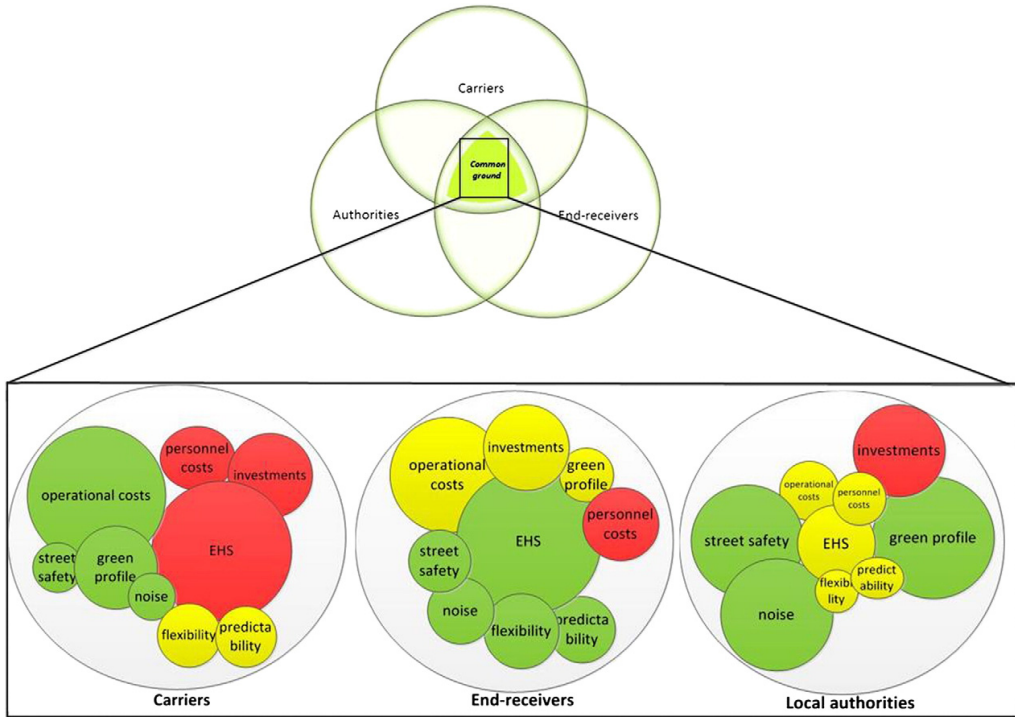 Carriers
Common
ground
Authorities
End-receivers
personnel
costs
investments
operational costs
EHS
street
safety
green
profile
noise
flexibility
predicta
bility
Carriers
investments
operational
costs
green
profile
personnel
costs
EHS
street
safety
noise
flexibility
predicta
bility
End-receivers
investments
operational
costs
personnel
costs
street safety
EHS
green profile
predict
ability
flexibi
lity
noise
Local authorities